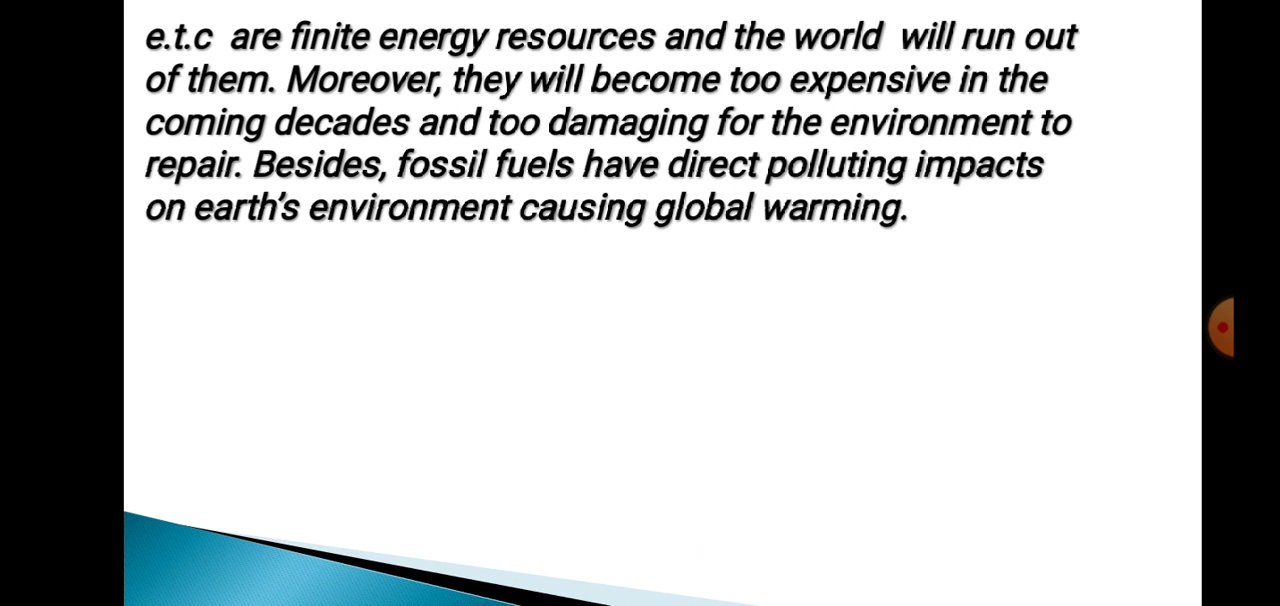 e.t.c are finite energy resources and the world will run out
of them. Moreover, they will become too expensive in the
coming decades and too damaging for the environment to
repair. Besides, fossil fuels have direct polluting impacts
on earth's environment causing global warming.